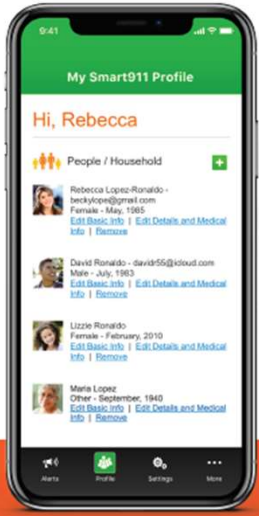 9:41
My Smart911 Profile
Hi, Rebecca
People / Household
Rebecca Lopez-Ronaldo -
beckylope@gmail.com
Female - May, 1985
Edit Basic Info | Edit Details and Medical
Info | Remove
David Ronaldo - davidr55@icloud.com
Male - July, 1983
Edit Basic Info | Edit Details and Medical
Info | Remove
Lizzie Ronaldo
Female - February, 2010
Edit Basic Info | Edit Details and Medical
Info | Remove
Maria Lopez
Other - September, 1940
Edit Basic Info | Edit Details and Medical
Info | Remove
Alerts Profile Settings More